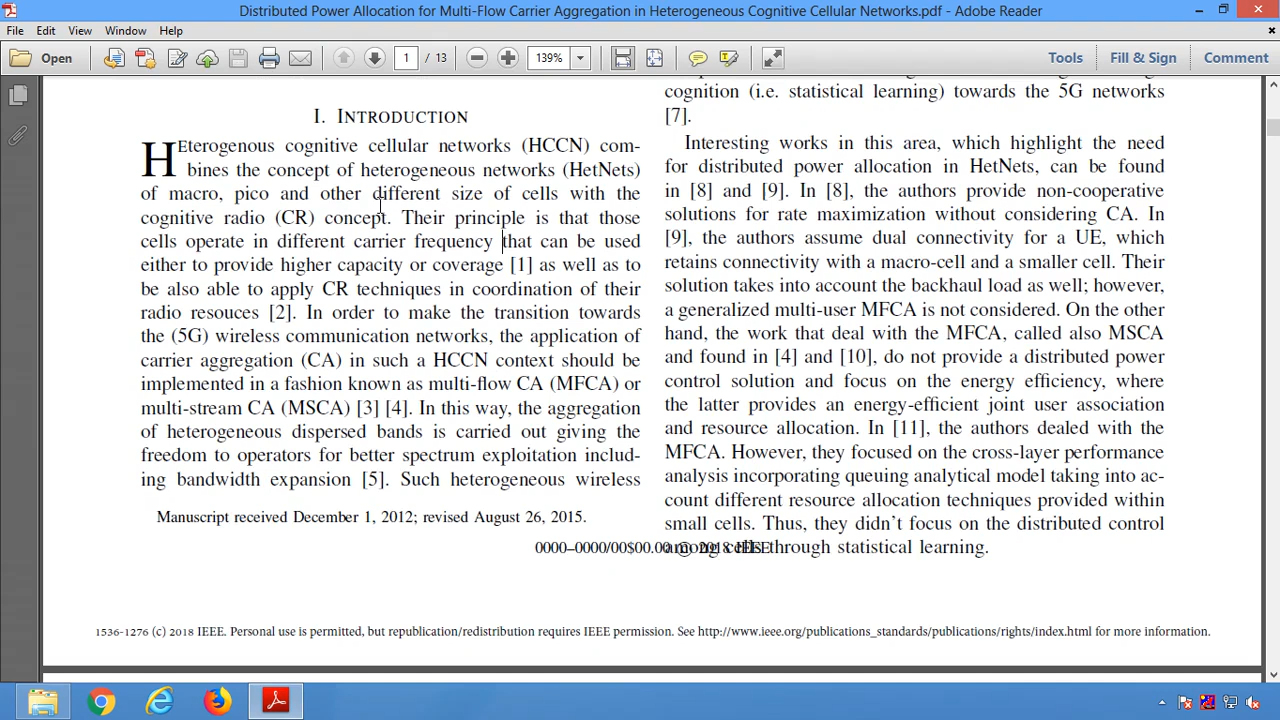 Distributed Power Allocation for Multi-Flow Carrier Aggregation in Heterogeneous Cognitive Cellular Networks.pdf - Adobe Reader
File Edit View Window Help
Open 1 / 13 139% Tools Fill & Sign Comment
I. INTRODUCTION
HEterogenous cognitive cellular networks (HCCN) com-
bines the concept of heterogeneous networks (HetNets)
of macro, pico and other different size of cells with the
cognitive radio (CR) concept. Their principle is that those
cells operate in different carrier frequency that can be used
either to provide higher capacity or coverage [1] as well as to
be also able to apply CR techniques in coordination of their
radio resouces [2]. In order to make the transition towards
the (5G) wireless communication networks, the application of
carrier aggregation (CA) in such a HCCN context should be
implemented in a fashion known as multi-flow CA (MFCA) or
multi-stream CA (MSCA) [3] [4]. In this way, the aggregation
of heterogeneous dispersed bands is carried out giving the
freedom to operators for better spectrum exploitation includ-
ing bandwidth expansion [5]. Such heterogeneous wireless
Manuscript received December 1, 2012; revised August 26, 2015.
cognition (i.e. statistical learning) towards the 5G networks
[7].
Interesting works in this area, which highlight the need
for distributed power allocation in HetNets, can be found
in [8] and [9]. In [8], the authors provide non-cooperative
solutions for rate maximization without considering CA. In
[9], the authors assume dual connectivity for a UE, which
retains connectivity with a macro-cell and a smaller cell. Their
solution takes into account the backhaul load as well; however,
a generalized multi-user MFCA is not considered. On the other
hand, the work that deal with the MFCA, called also MSCA
and found in [4] and [10], do not provide a distributed power
control solution and focus on the energy efficiency, where
the latter provides an energy-efficient joint user association
and resource allocation. In [11], the authors dealed with the
MFCA. However, they focused on the cross-layer performance
analysis incorporating queuing analytical model taking into ac-
count different resource allocation techniques provided within
small cells. Thus, they didn't focus on the distributed control
among cells through statistical learning.
0000–0000/00$00.00 © 2018 IEEE
1536-1276 (c) 2018 IEEE. Personal use is permitted, but republication/redistribution requires IEEE permission. See http://www.ieee.org/publications_standards/publications/rights/index.html for more information.